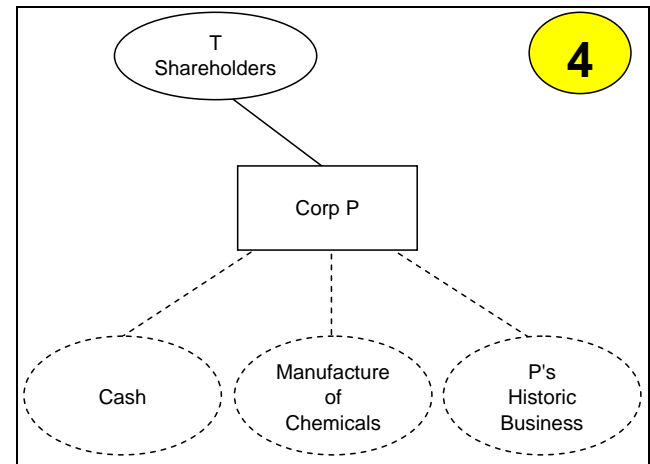 T
Shareholders
4
Corp P
Cash
Manufacture
of
Chemicals
P's
Historic
Business